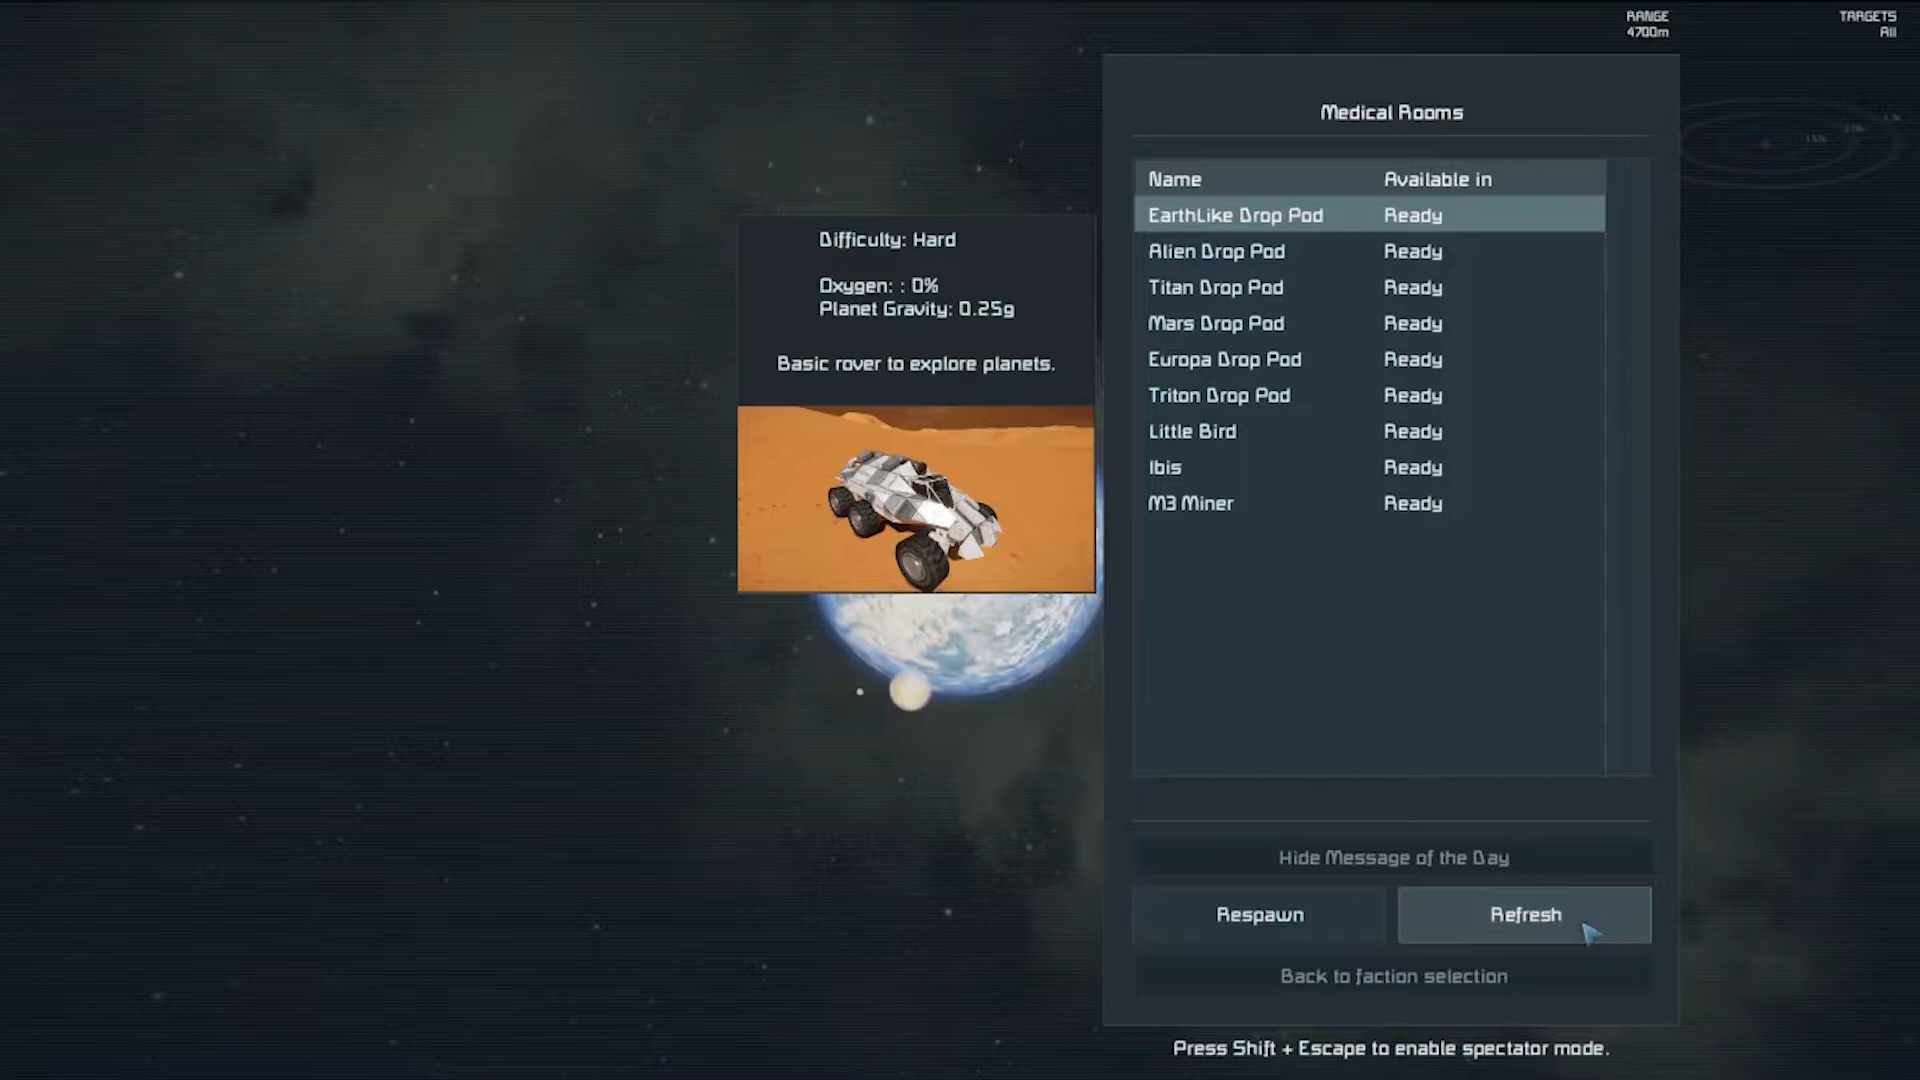 RANGE
4700m
TARGETS
All
Medical Rooms
Name Available in
EarthLike Drop Pod Ready
Alien Drop Pod Ready
Titan Drop Pod Ready
Mars Drop Pod Ready
Europa Drop Pod Ready
Triton Drop Pod Ready
Little Bird Ready
Ibis Ready
M3 Miner Ready
Difficulty: Hard
Oxygen: : 0%
Planet Gravity: 0.25g
Basic rover to explore planets.
Hide Message of the Day
Respawn Refresh
Back to faction selection
Press Shift + Escape to enable spectator mode.